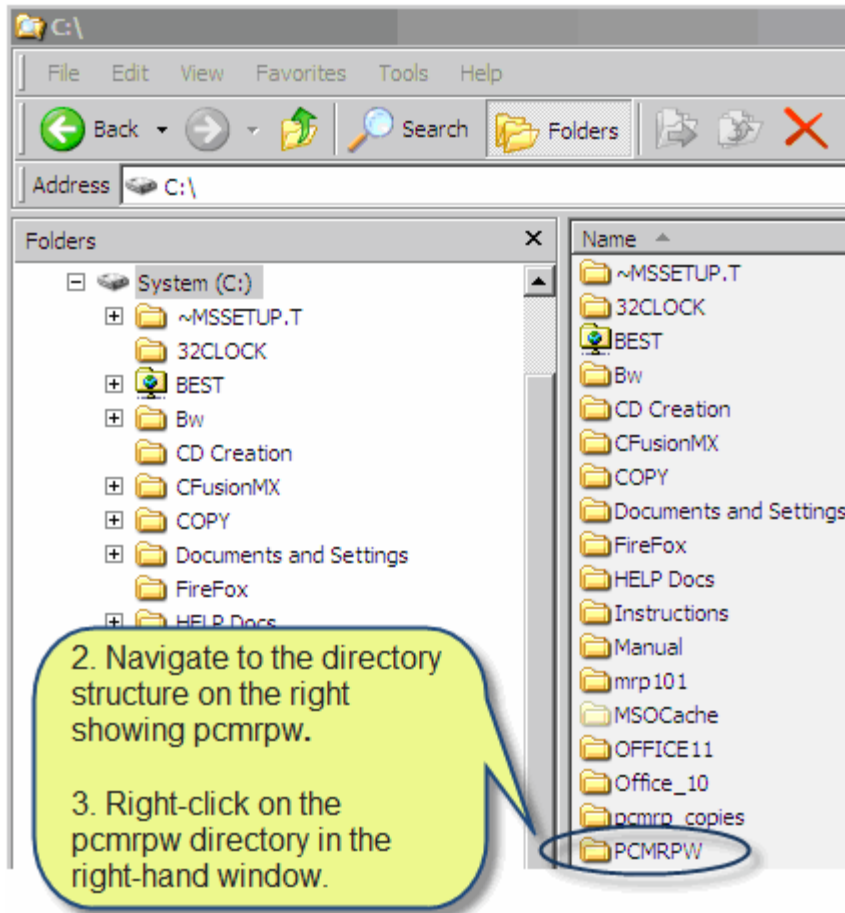 C:\
File Edit View Favorites Tools Help
Back Search Folders
Address C:\
Folders
System (C:)
~MSSETUP.T
32CLOCK
BEST
Bw
CD Creation
CFusionMX
COPY
Documents and Settings
FireFox
HELP Docs
Name
~MSSETUP.T
32CLOCK
BEST
Bw
CD Creation
CFusionMX
COPY
Documents and Settings
FireFox
HELP Docs
Instructions
Manual
mrp101
MSOCache
OFFICE11
Office_10
pcmrp_copies
PCMRPW
2. Navigate to the directory
structure on the right
showing pcmrpw.
3. Right-click on the
pcmrpw directory in the
right-hand window.